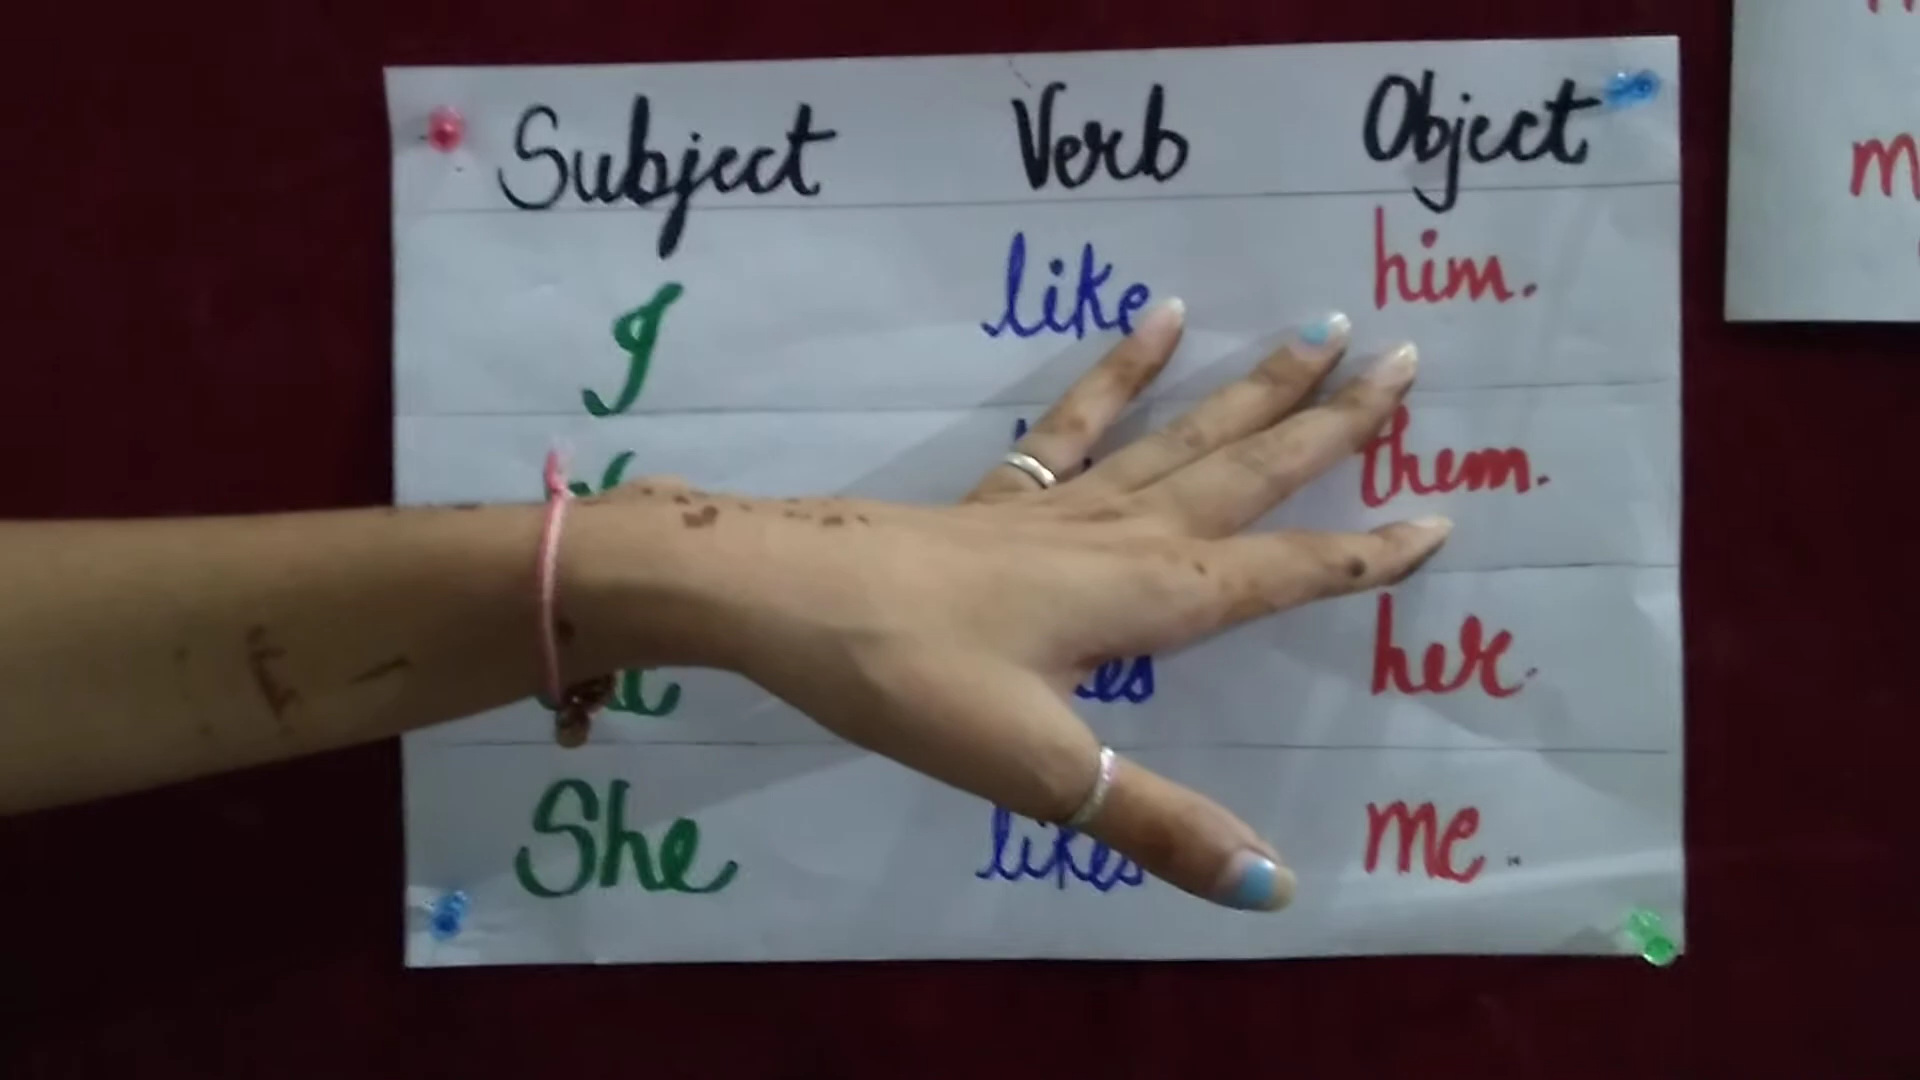 Subject Verb Object
I like him.
them.
her.
She likes me.